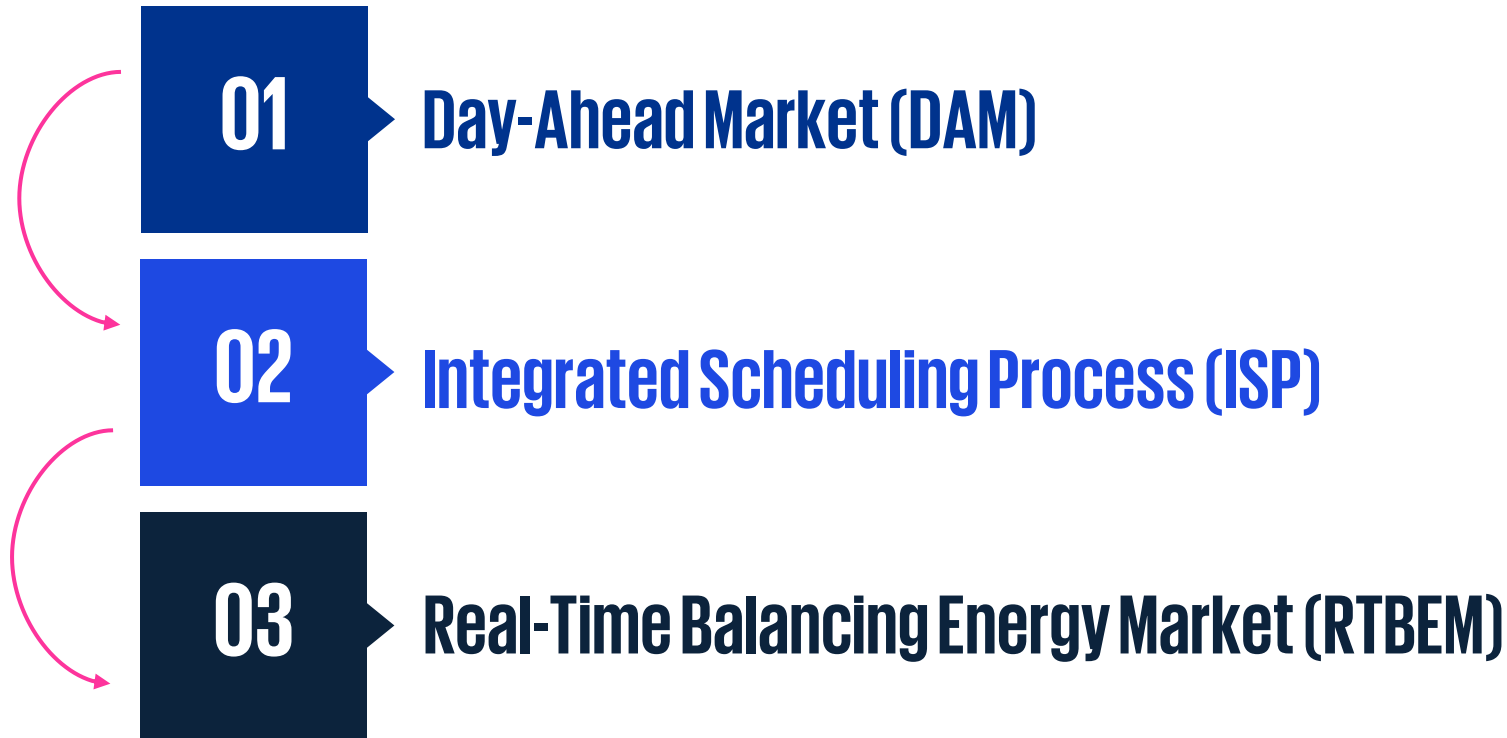 01
Day-Ahead Market (DAM)
02
Integrated Scheduling Process (ISP)
03
Real-Time Balancing Energy Market (RTBEM)